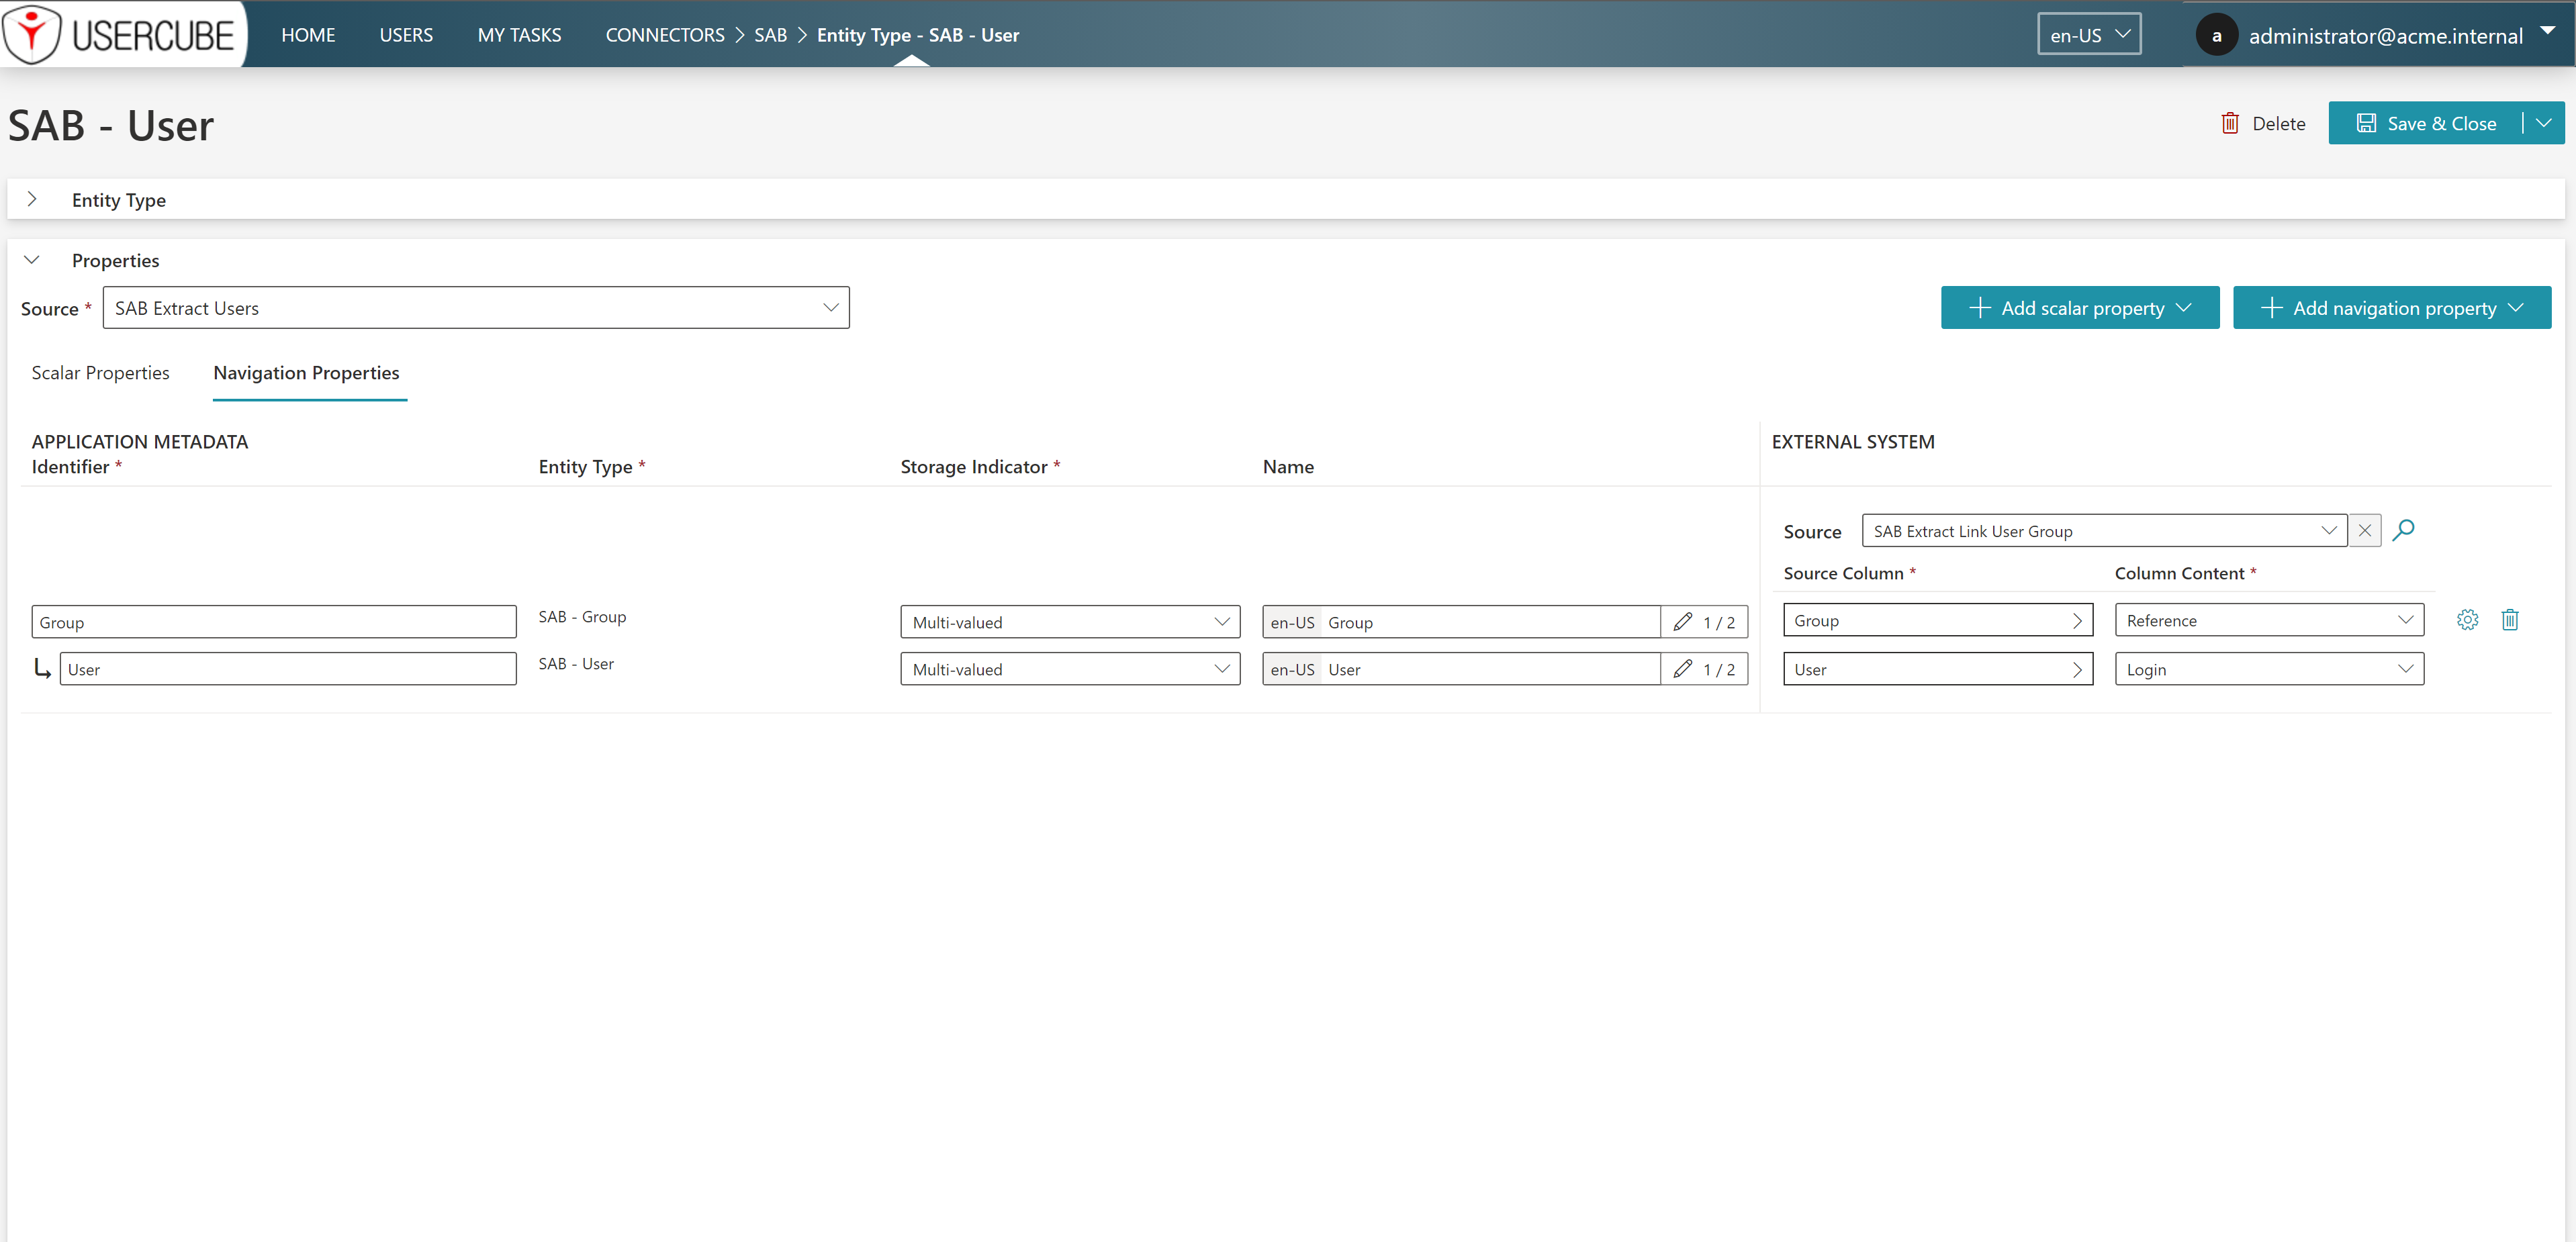 USERCUBE HOME USERS MY TASKS CONNECTORS > SAB > Entity Type - SAB - User en-US a administrator@acme.internal
SAB - User Delete Save & Close
Entity Type
Properties
Source * SAB Extract Users Add scalar property Add navigation property
Scalar Properties Navigation Properties
APPLICATION METADATA EXTERNAL SYSTEM
Identifier * Entity Type * Storage Indicator * Name
Source SAB Extract Link User Group
Source Column * Column Content *
Group SAB - Group Multi-valued en-US Group 1 / 2 Group Reference
User SAB - User Multi-valued en-US User 1 / 2 User Login